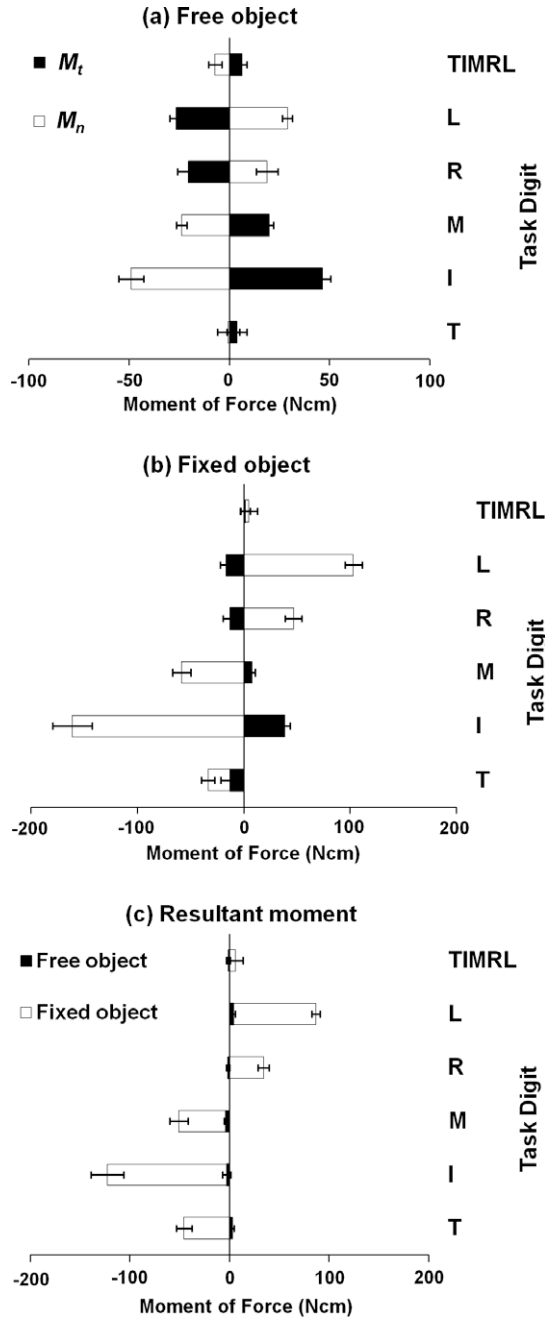 (a) Free object
Mt
Mn
TIMRL
L
R
M
I
T
Task Digit
-100 -50 0 50 100
Moment of Force (Ncm)
(b) Fixed object
TIMRL
L
R
M
I
T
Task Digit
-200 -100 0 100 200
Moment of Force (Ncm)
(c) Resultant moment
Free object
Fixed object
TIMRL
L
R
M
I
T
Task Digit
-200 -100 0 100 200
Moment of Force (Ncm)